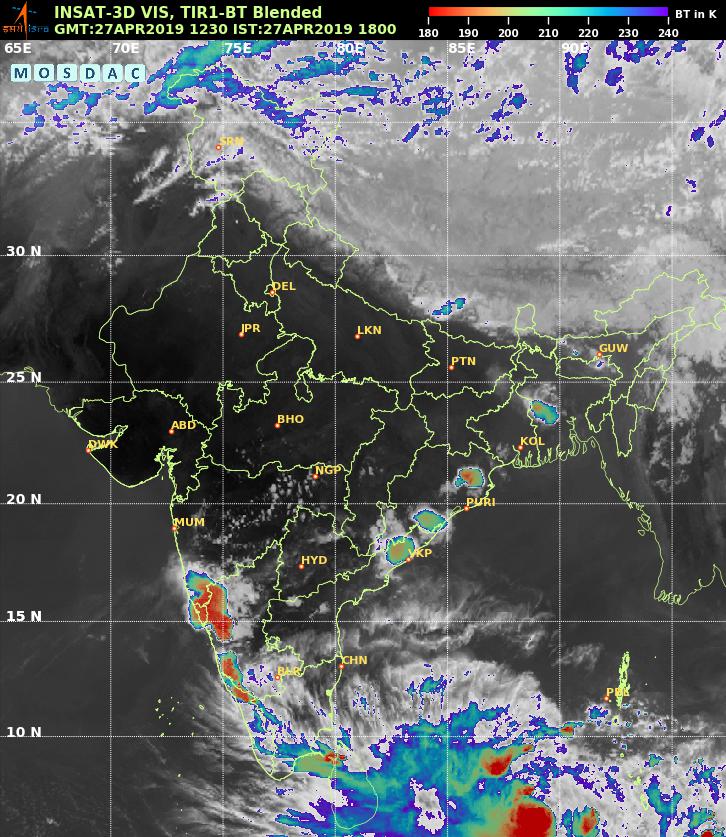 INSAT-3D VIS, TIR1-BT Blended
GMT:27APR2019 1230 IST:27APR2019 1800
180 190 200 210 220 230 240 BT in K
65E 70E 75E 80E 85E 90E
MOSDAC
SRN
30 N
DEL
JPR LKN
GUW
PTN
25 N
ABD BHO
DWK KOL
NGP
20 N PURI
MUM
VKP
HYD
15 N
CHN
BLR
PBL
10 N